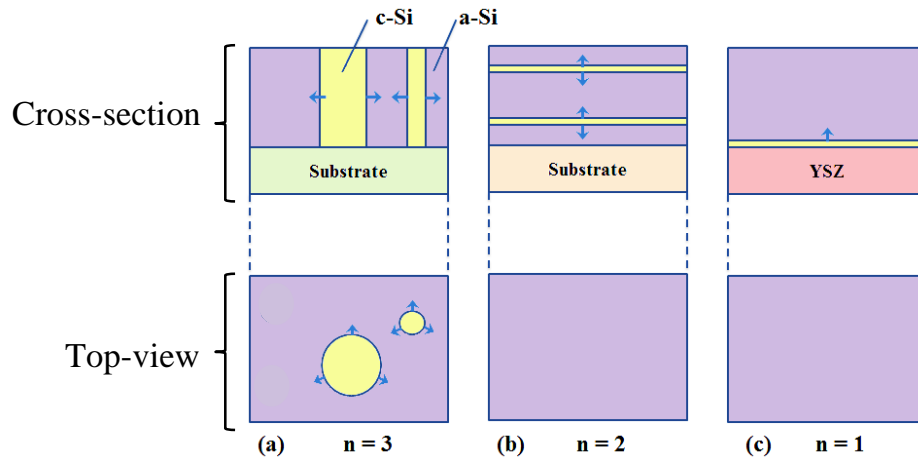 c-Si
a-Si
Cross-section
Substrate
Substrate
YSZ
Top-view
(a) n = 3
(b) n = 2
(c) n = 1